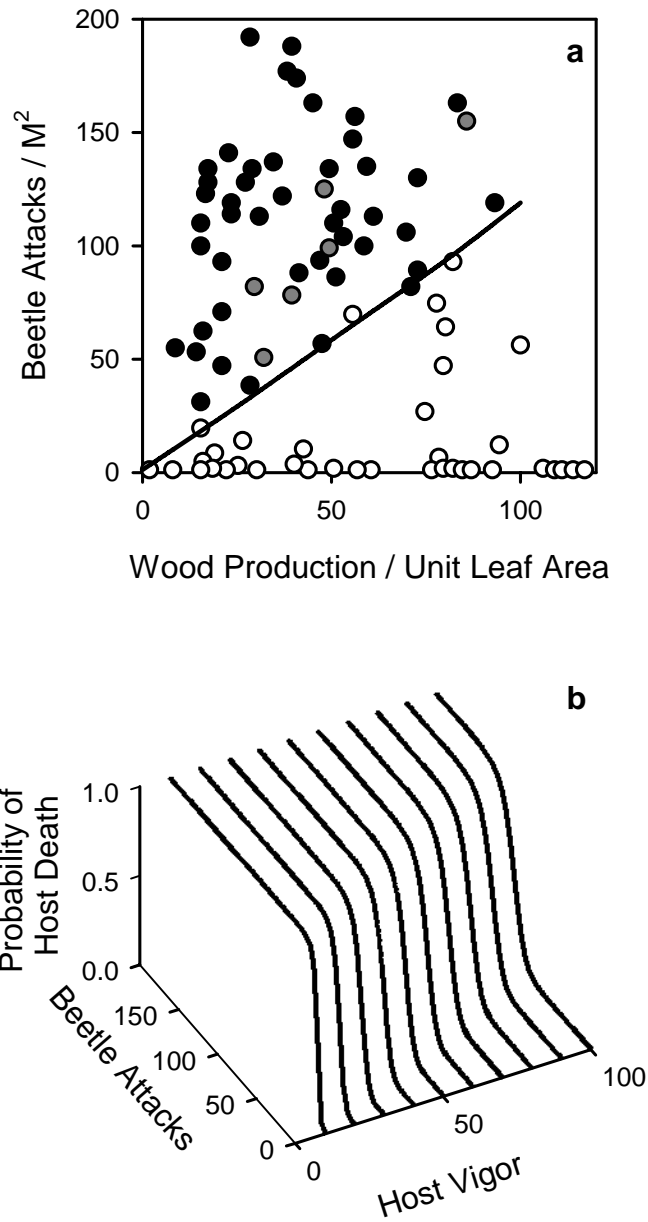 200
a
150
100
50
0
0
50
100
Beetle Attacks / M²
Wood Production / Unit Leaf Area
b
1.0
0.5
0.0
Probability of
Host Death
150
100
50
0
Beetle Attacks
0
50
100
Host Vigor